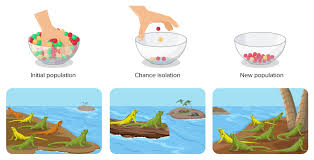 Initial population
Chance isolation
New population